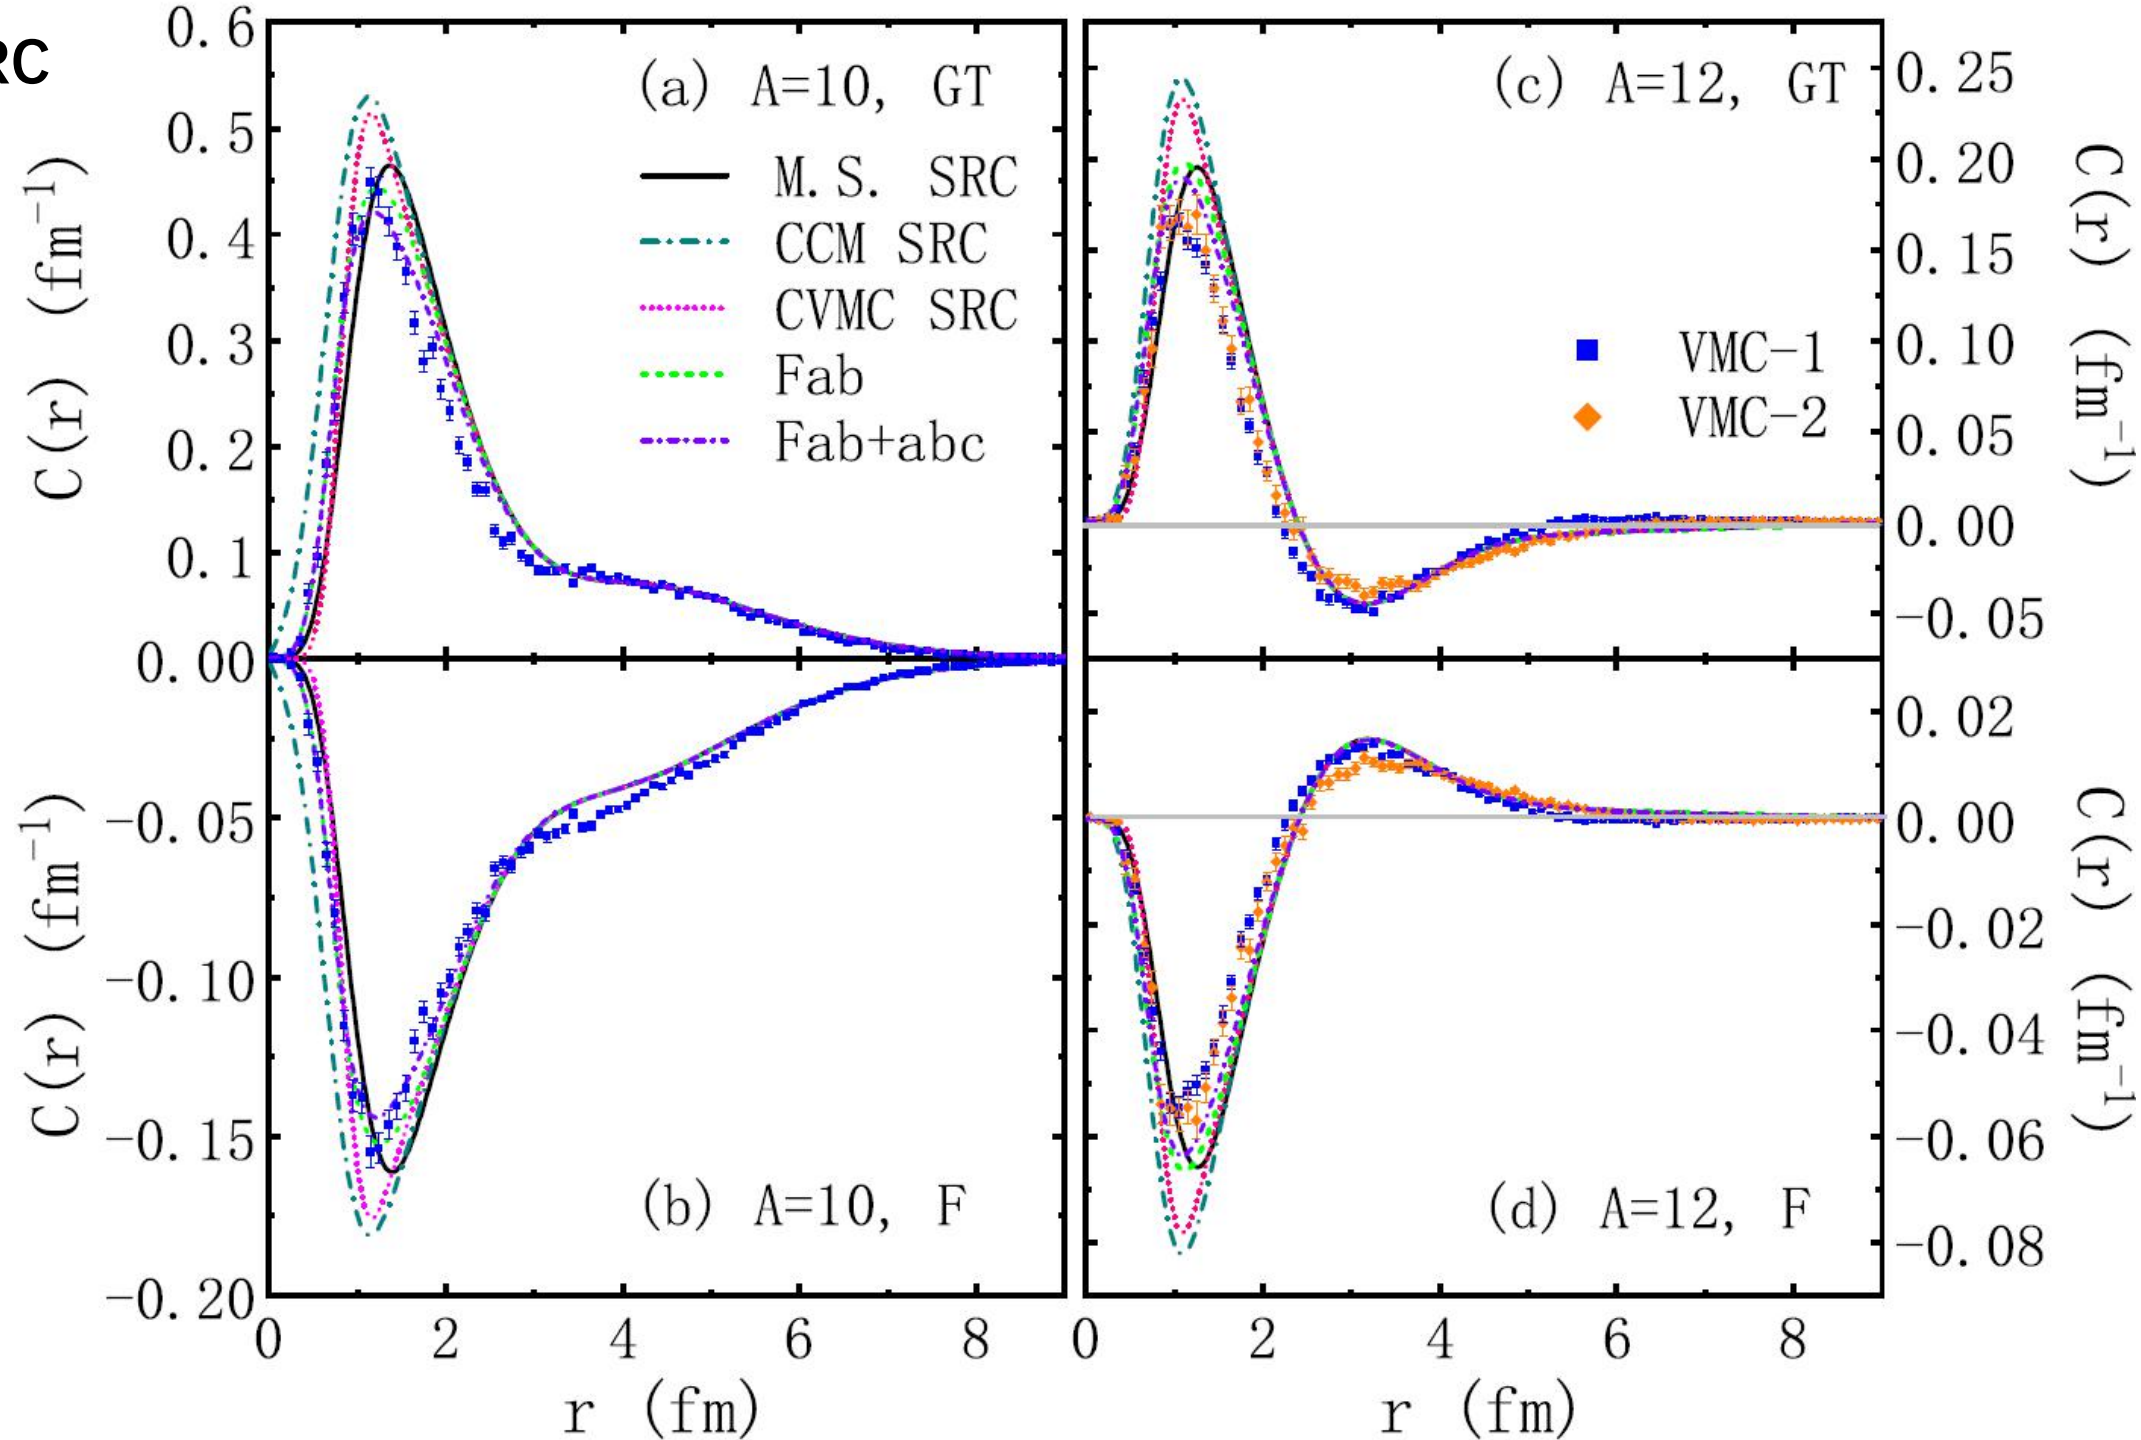 RC
(a) A=10, GT
M.S. SRC
CCM SRC
CVMC SRC
Fab
Fab+abc
C(r) (fm⁻¹)
0.6
0.5
0.4
0.3
0.2
0.1
0.00
(c) A=12, GT
VMC-1
VMC-2
0.25
0.20
0.15
0.10
0.05
0.00
-0.05
C(r) (fm⁻¹)
(b) A=10, F
C(r) (fm⁻¹)
-0.05
-0.10
-0.15
-0.20
(d) A=12, F
0.02
0.00
-0.02
-0.04
-0.06
-0.08
C(r) (fm⁻¹)
0 2 4 6 8
r (fm)
0 2 4 6 8
r (fm)